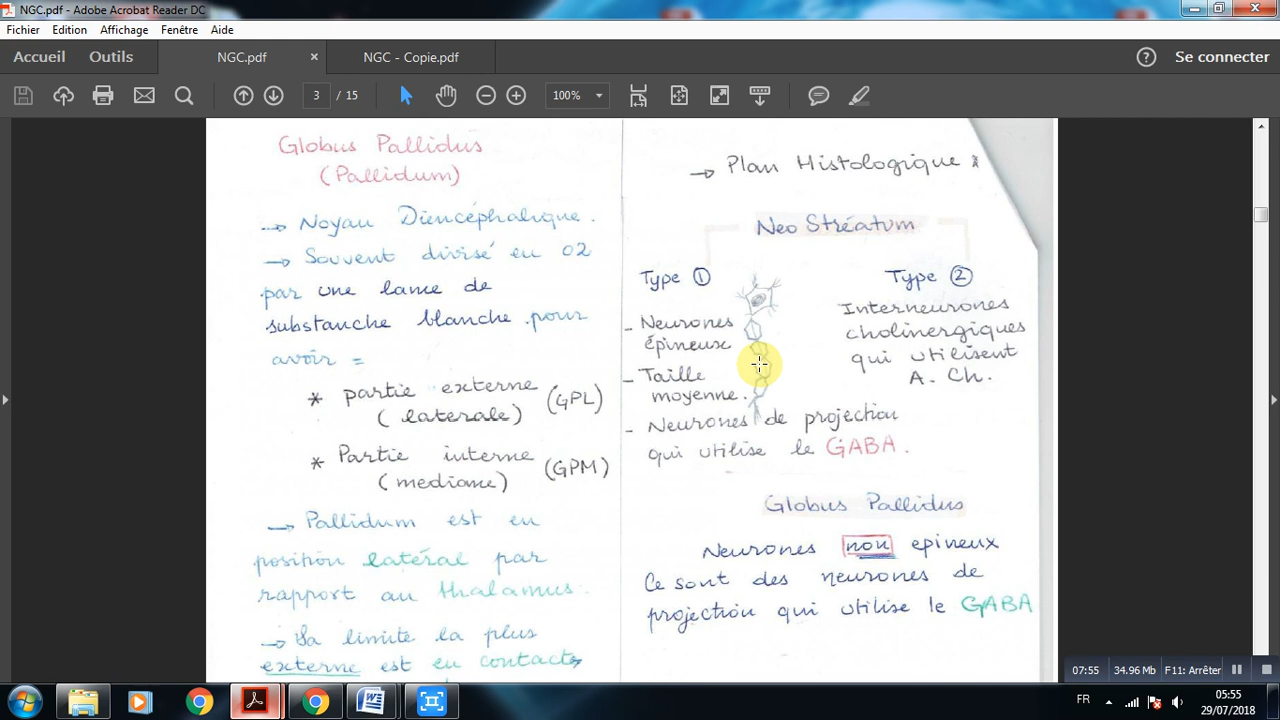 NGC.pdf - Adobe Acrobat Reader DC
Fichier Edition Affichage Fenêtre Aide
Accueil Outils NGC.pdf × NGC - Copie.pdf ? Se connecter
3 / 15 100%
Globus Pallidus
(Pallidum)
→ Noyau Diencéphalique.
→ Souvent divisé en 02
par une lame de
substanche blanche pour
avoir =
* partie externe
(laterale) (GPL)
* Partie interne
(mediane) (GPM)
→ Pallidum est en
position latéral par
rapport au thalamus.
→ Sa limite la plus
externe est en contact
→ Plan Histologique :
Neo Stréatum
Type ①
- Neurones
épineuse
- Taille
moyenne.
- Neurones de projection
qui utilise le GABA.
Type ②
Interneurones
cholinergiques
qui utilisent
A. Ch.
Globus Pallidus
Neurones non epineux
Ce sont des neurones de
projection qui utilise le GABA
07:55 34.96 Mb F11: Arrêter
FR 05:55
29/07/2018